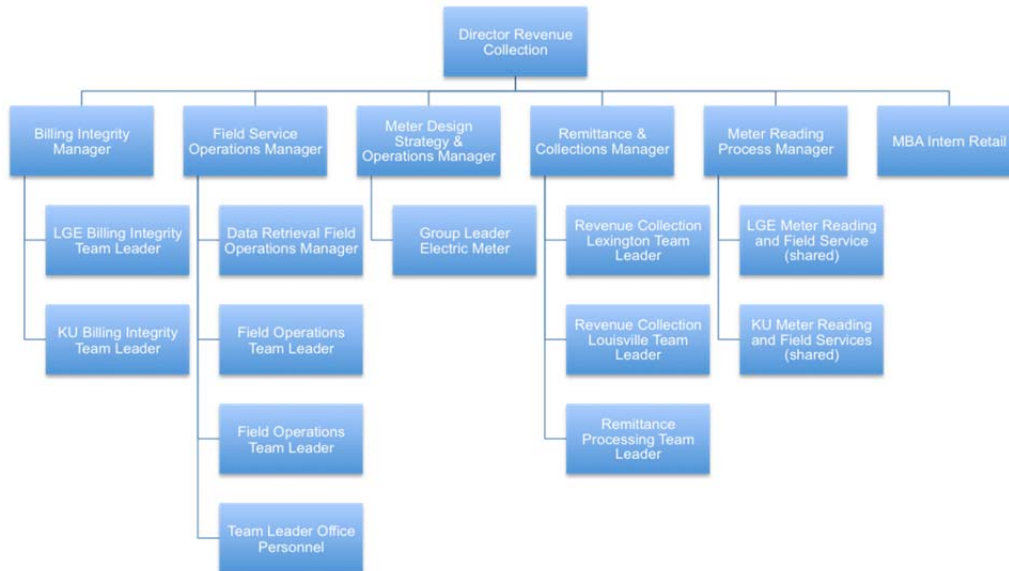 Director Revenue
Collection
Billing Integrity
Manager
Field Service
Operations Manager
Meter Design
Strategy &
Operations Manager
Remittance &
Collections Manager
Meter Reading
Process Manager
MBA Intern Retail
LGE Billing Integrity
Team Leader
KU Billing Integrity
Team Leader
Data Retrieval Field
Operations Manager
Field Operations
Team Leader
Field Operations
Team Leader
Team Leader Office
Personnel
Group Leader
Electric Meter
Revenue Collection
Lexington Team
Leader
Revenue Collection
Louisville Team
Leader
Remittance
Processing Team
Leader
LGE Meter Reading
and Field Service
(shared)
KU Meter Reading
and Field Services
(shared)